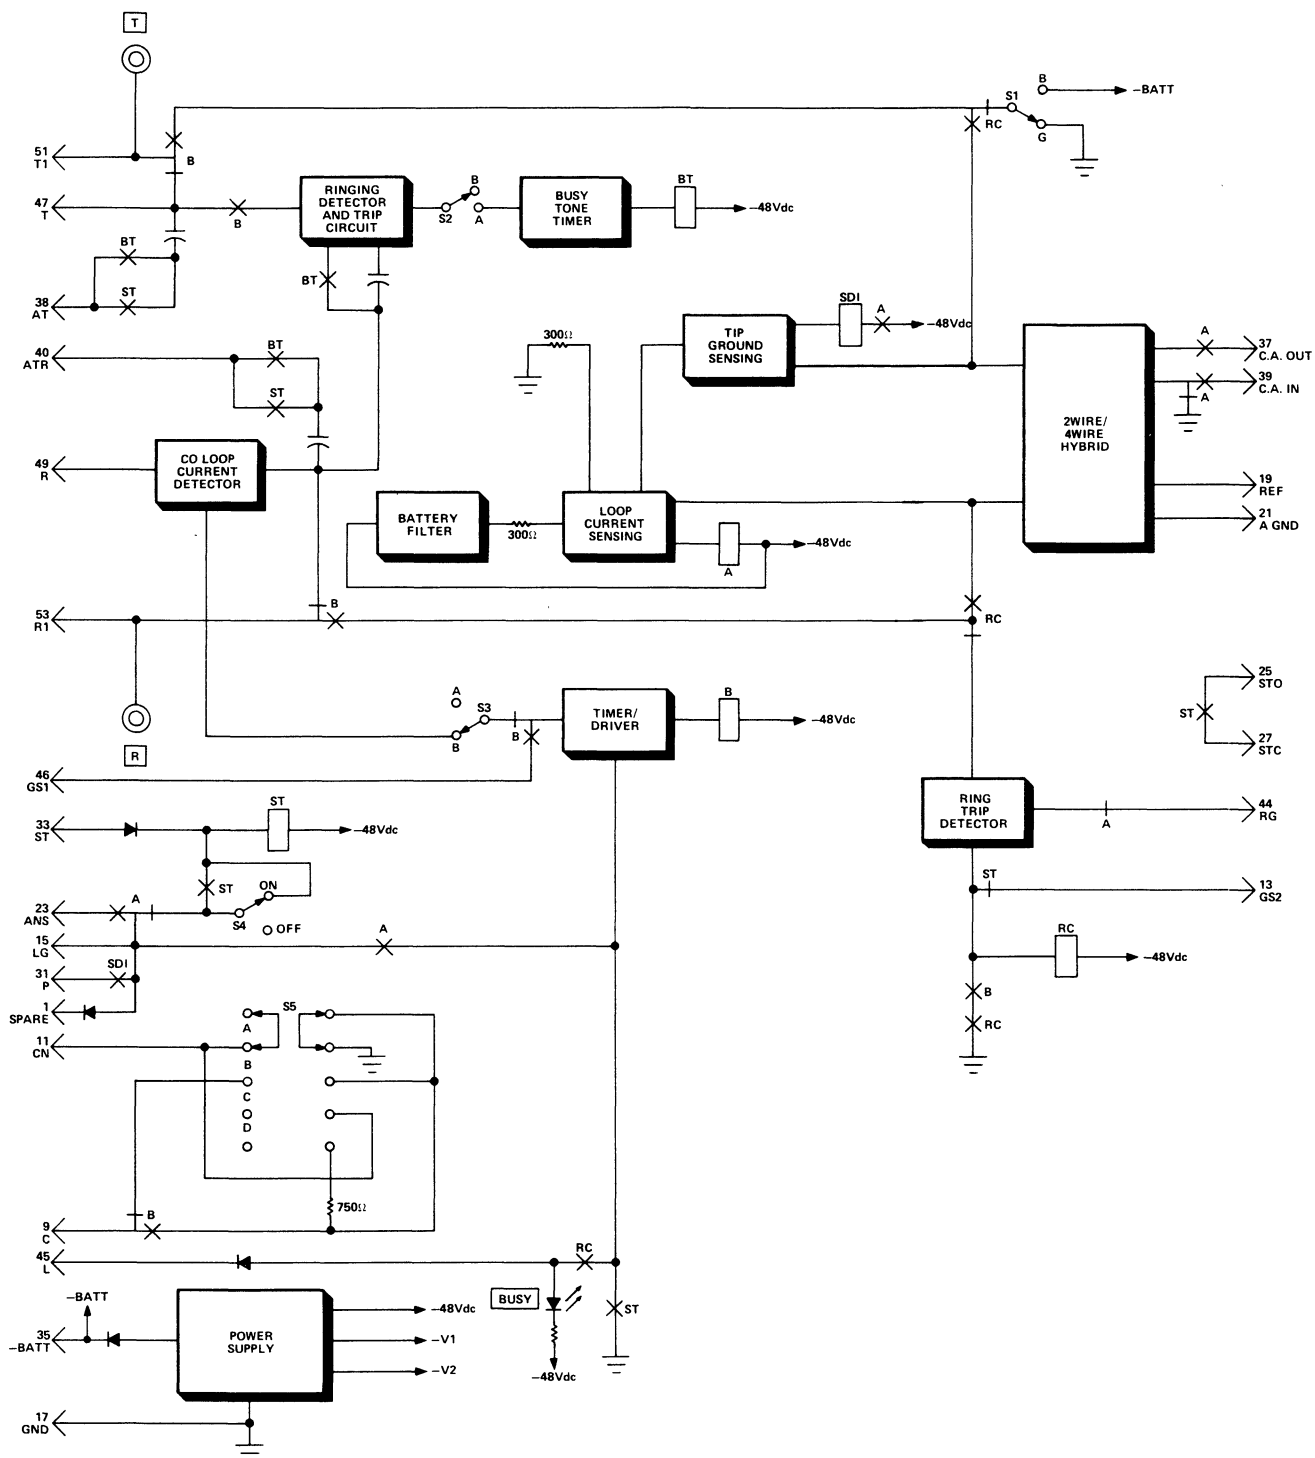 T
B
S1
-BATT
RC
G
51
T1
B
47
T
B
RINGING
DETECTOR
AND TRIP
CIRCUIT
B
S2
A
BUSY
TONE
TIMER
BT
-48Vdc
BT
ST
38
AT
BT
40
ATR
BT
ST
300Ω
TIP
GROUND
SENSING
SDI
A
-48Vdc
2WIRE/
4WIRE
HYBRID
A
37
C.A. OUT
39
C.A. IN
A
19
REF
21
A GND
49
R
CO LOOP
CURRENT
DETECTOR
BATTERY
FILTER
300Ω
LOOP
CURRENT
SENSING
A
-48Vdc
53
R1
B
RC
R
A
S3
B
B
TIMER/
DRIVER
B
-48Vdc
25
STO
ST
27
STC
46
GS1
33
ST
ST
-48Vdc
ST
ON
S4
OFF
RING
TRIP
DETECTOR
A
44
RG
ST
13
GS2
RC
-48Vdc
B
RC
A
23
ANS
15
LG
A
31
P
SDI
1
SPARE
11
CN
S5
A
B
C
D
750Ω
9
C
B
45
L
RC
BUSY
ST
-48Vdc
-BATT
35
-BATT
POWER
SUPPLY
-48Vdc
-V1
-V2
17
GND